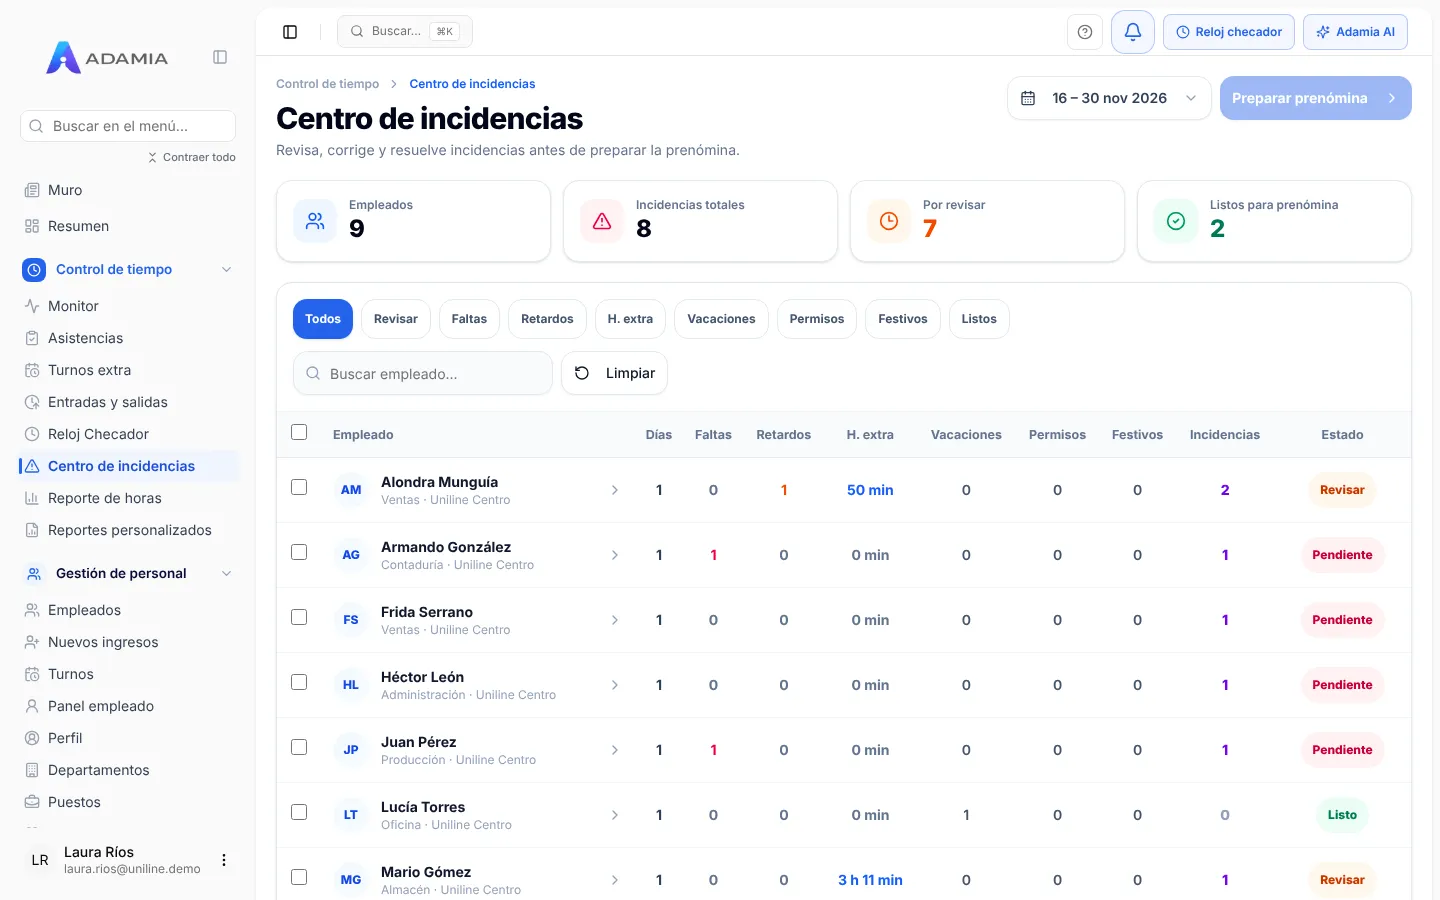 ADAMIA
Buscar en el menú...
Contraer todo
Muro
Resumen
Control de tiempo
Monitor
Asistencias
Turnos extra
Entradas y salidas
Reloj Checador
Centro de incidencias
Reporte de horas
Reportes personalizados
Gestión de personal
Empleados
Nuevos ingresos
Turnos
Panel empleado
Perfil
Departamentos
Puestos
LR
Laura Ríos
laura.rios@uniline.demo
Buscar... ⌘K
Reloj checador
Adamia AI
Control de tiempo > Centro de incidencias
Centro de incidencias
Revisa, corrige y resuelve incidencias antes de preparar la prenómina.
16 – 30 nov 2026
Preparar prenómina
Empleados
9
Incidencias totales
8
Por revisar
7
Listos para prenómina
2
Todos Revisar Faltas Retardos H. extra Vacaciones Permisos Festivos Listos
Buscar empleado...
Limpiar
Empleado Días Faltas Retardos H. extra Vacaciones Permisos Festivos Incidencias Estado
AM Alondra Munguía 1 0 1 50 min 0 0 0 2 Revisar
Ventas · Uniline Centro
AG Armando González 1 1 0 0 min 0 0 0 1 Pendiente
Contaduría · Uniline Centro
FS Frida Serrano 1 0 0 0 min 0 0 0 1 Pendiente
Ventas · Uniline Centro
HL Héctor León 1 0 0 0 min 0 0 0 1 Pendiente
Administración · Uniline Centro
JP Juan Pérez 1 1 0 0 min 0 0 0 1 Pendiente
Producción · Uniline Centro
LT Lucía Torres 1 0 0 0 min 1 0 0 0 Listo
Oficina · Uniline Centro
MG Mario Gómez 1 0 0 3 h 11 min 0 0 0 1 Revisar
Almacén · Uniline Centro